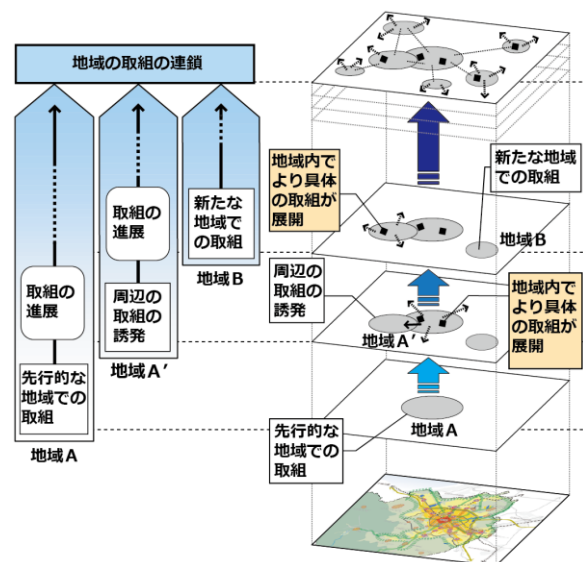 地域の取組の連鎖
取組の
進展
先行的な
地域での
取組
地域A
取組の
進展
周辺の
取組の
誘発
地域A′
新たな
地域で
の取組
地域B
地域内で
より具体
の取組が
展開
新たな地域
での取組
地域B
周辺の
取組の
誘発
地域A′
地域内で
より具体
の取組が
展開
先行的な
地域での
取組
地域A